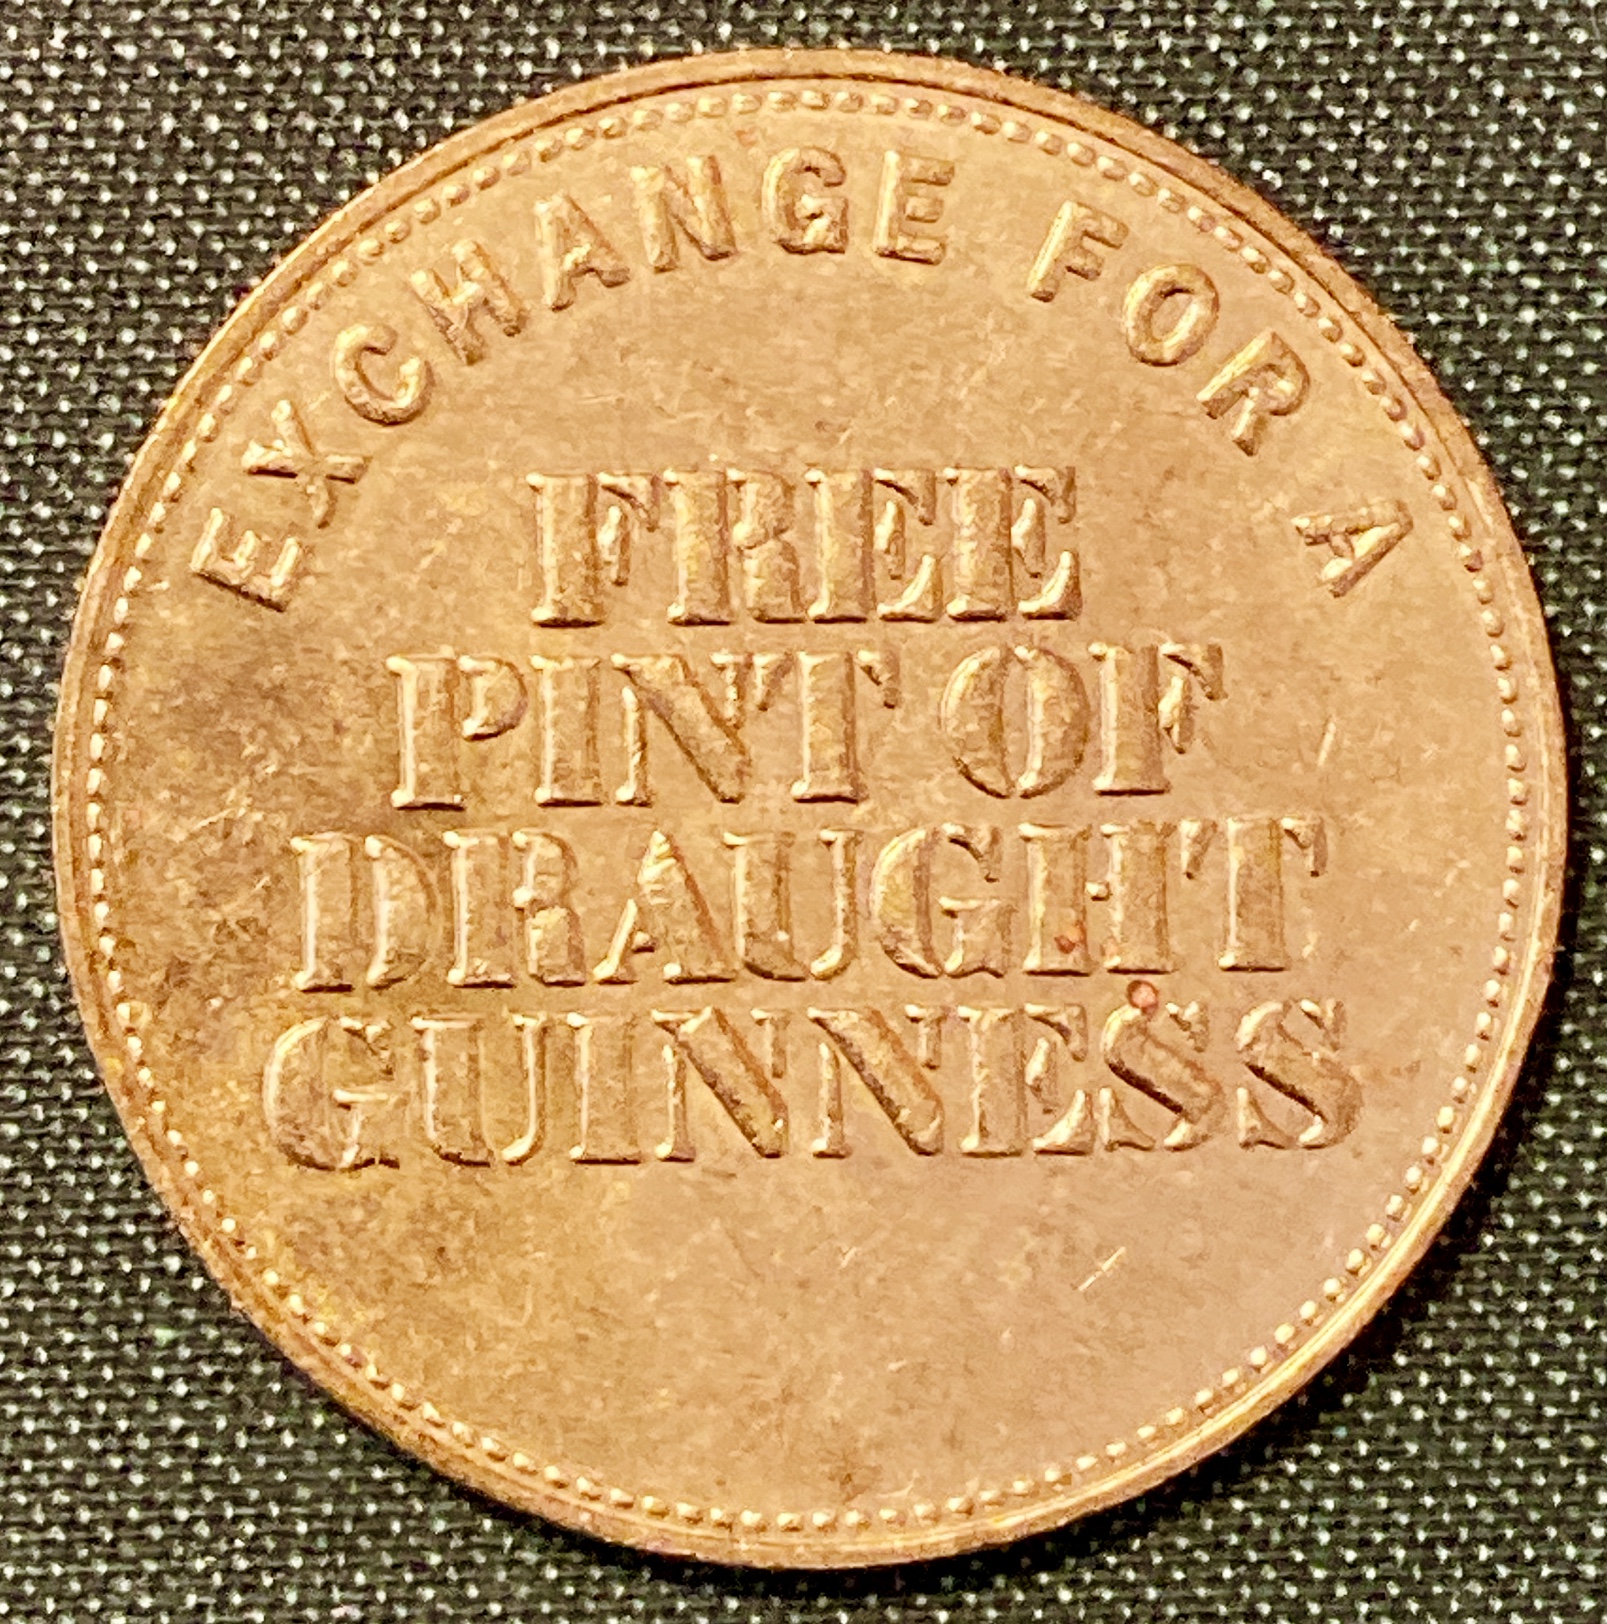 EXCHANGE FOR A
FREE
PINT OF
DRAUGHT
GUINNESS